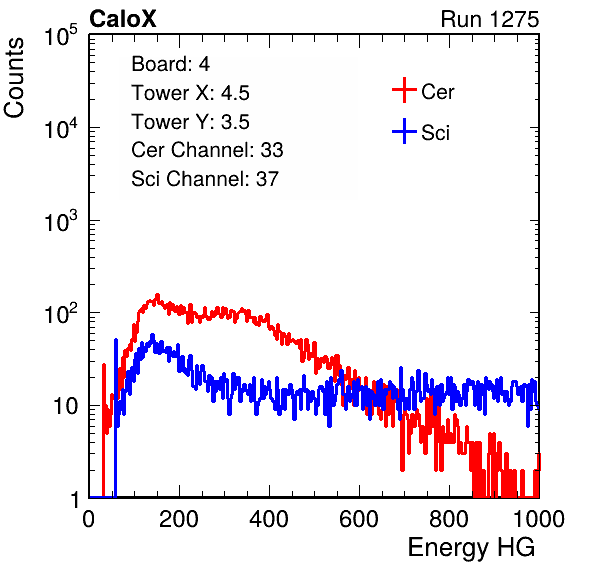 CaloX Run 1275
Counts
10^5
10^4
10^3
10^2
10
1
Board: 4
Tower X: 4.5
Tower Y: 3.5
Cer Channel: 33
Sci Channel: 37
Cer
Sci
0 200 400 600 800 1000
Energy HG